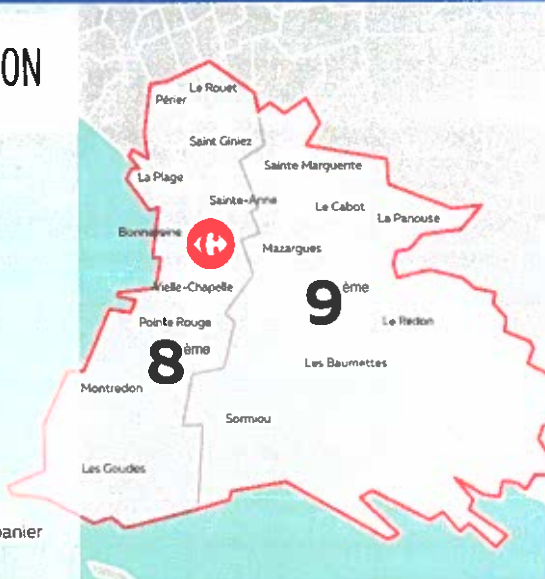 ON
Le Rouet
Périer
Saint Giniez
Sainte Marguerite
La Plage
Sainte-Anne
Le Cabot
La Panouse
Bonneveine
Mazargues
Vieille-Chapelle
9ème
Le Redon
Pointe Rouge
8ème
Les Baumettes
Montredon
Sormiou
Les Goudes
panier